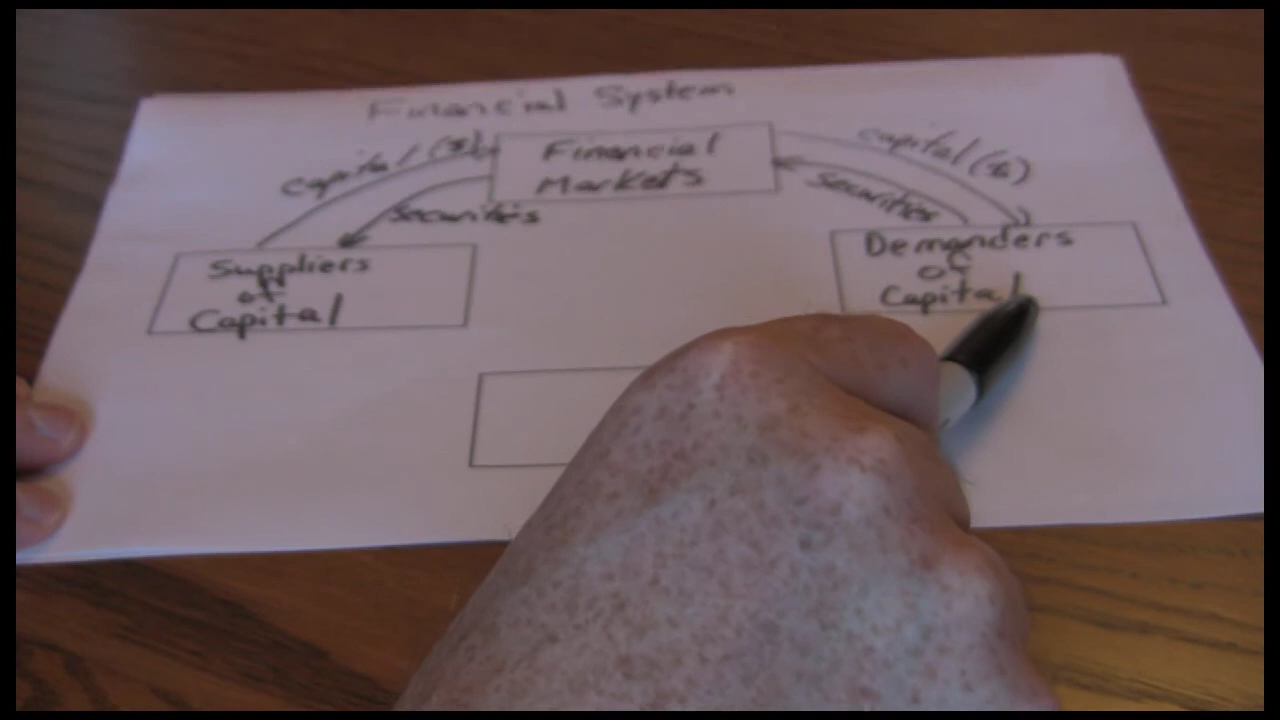 Financial System
capital ($)
Financial
Markets
capital ($)
securities
securities
Suppliers
of
Capital
Demanders
of
Capital